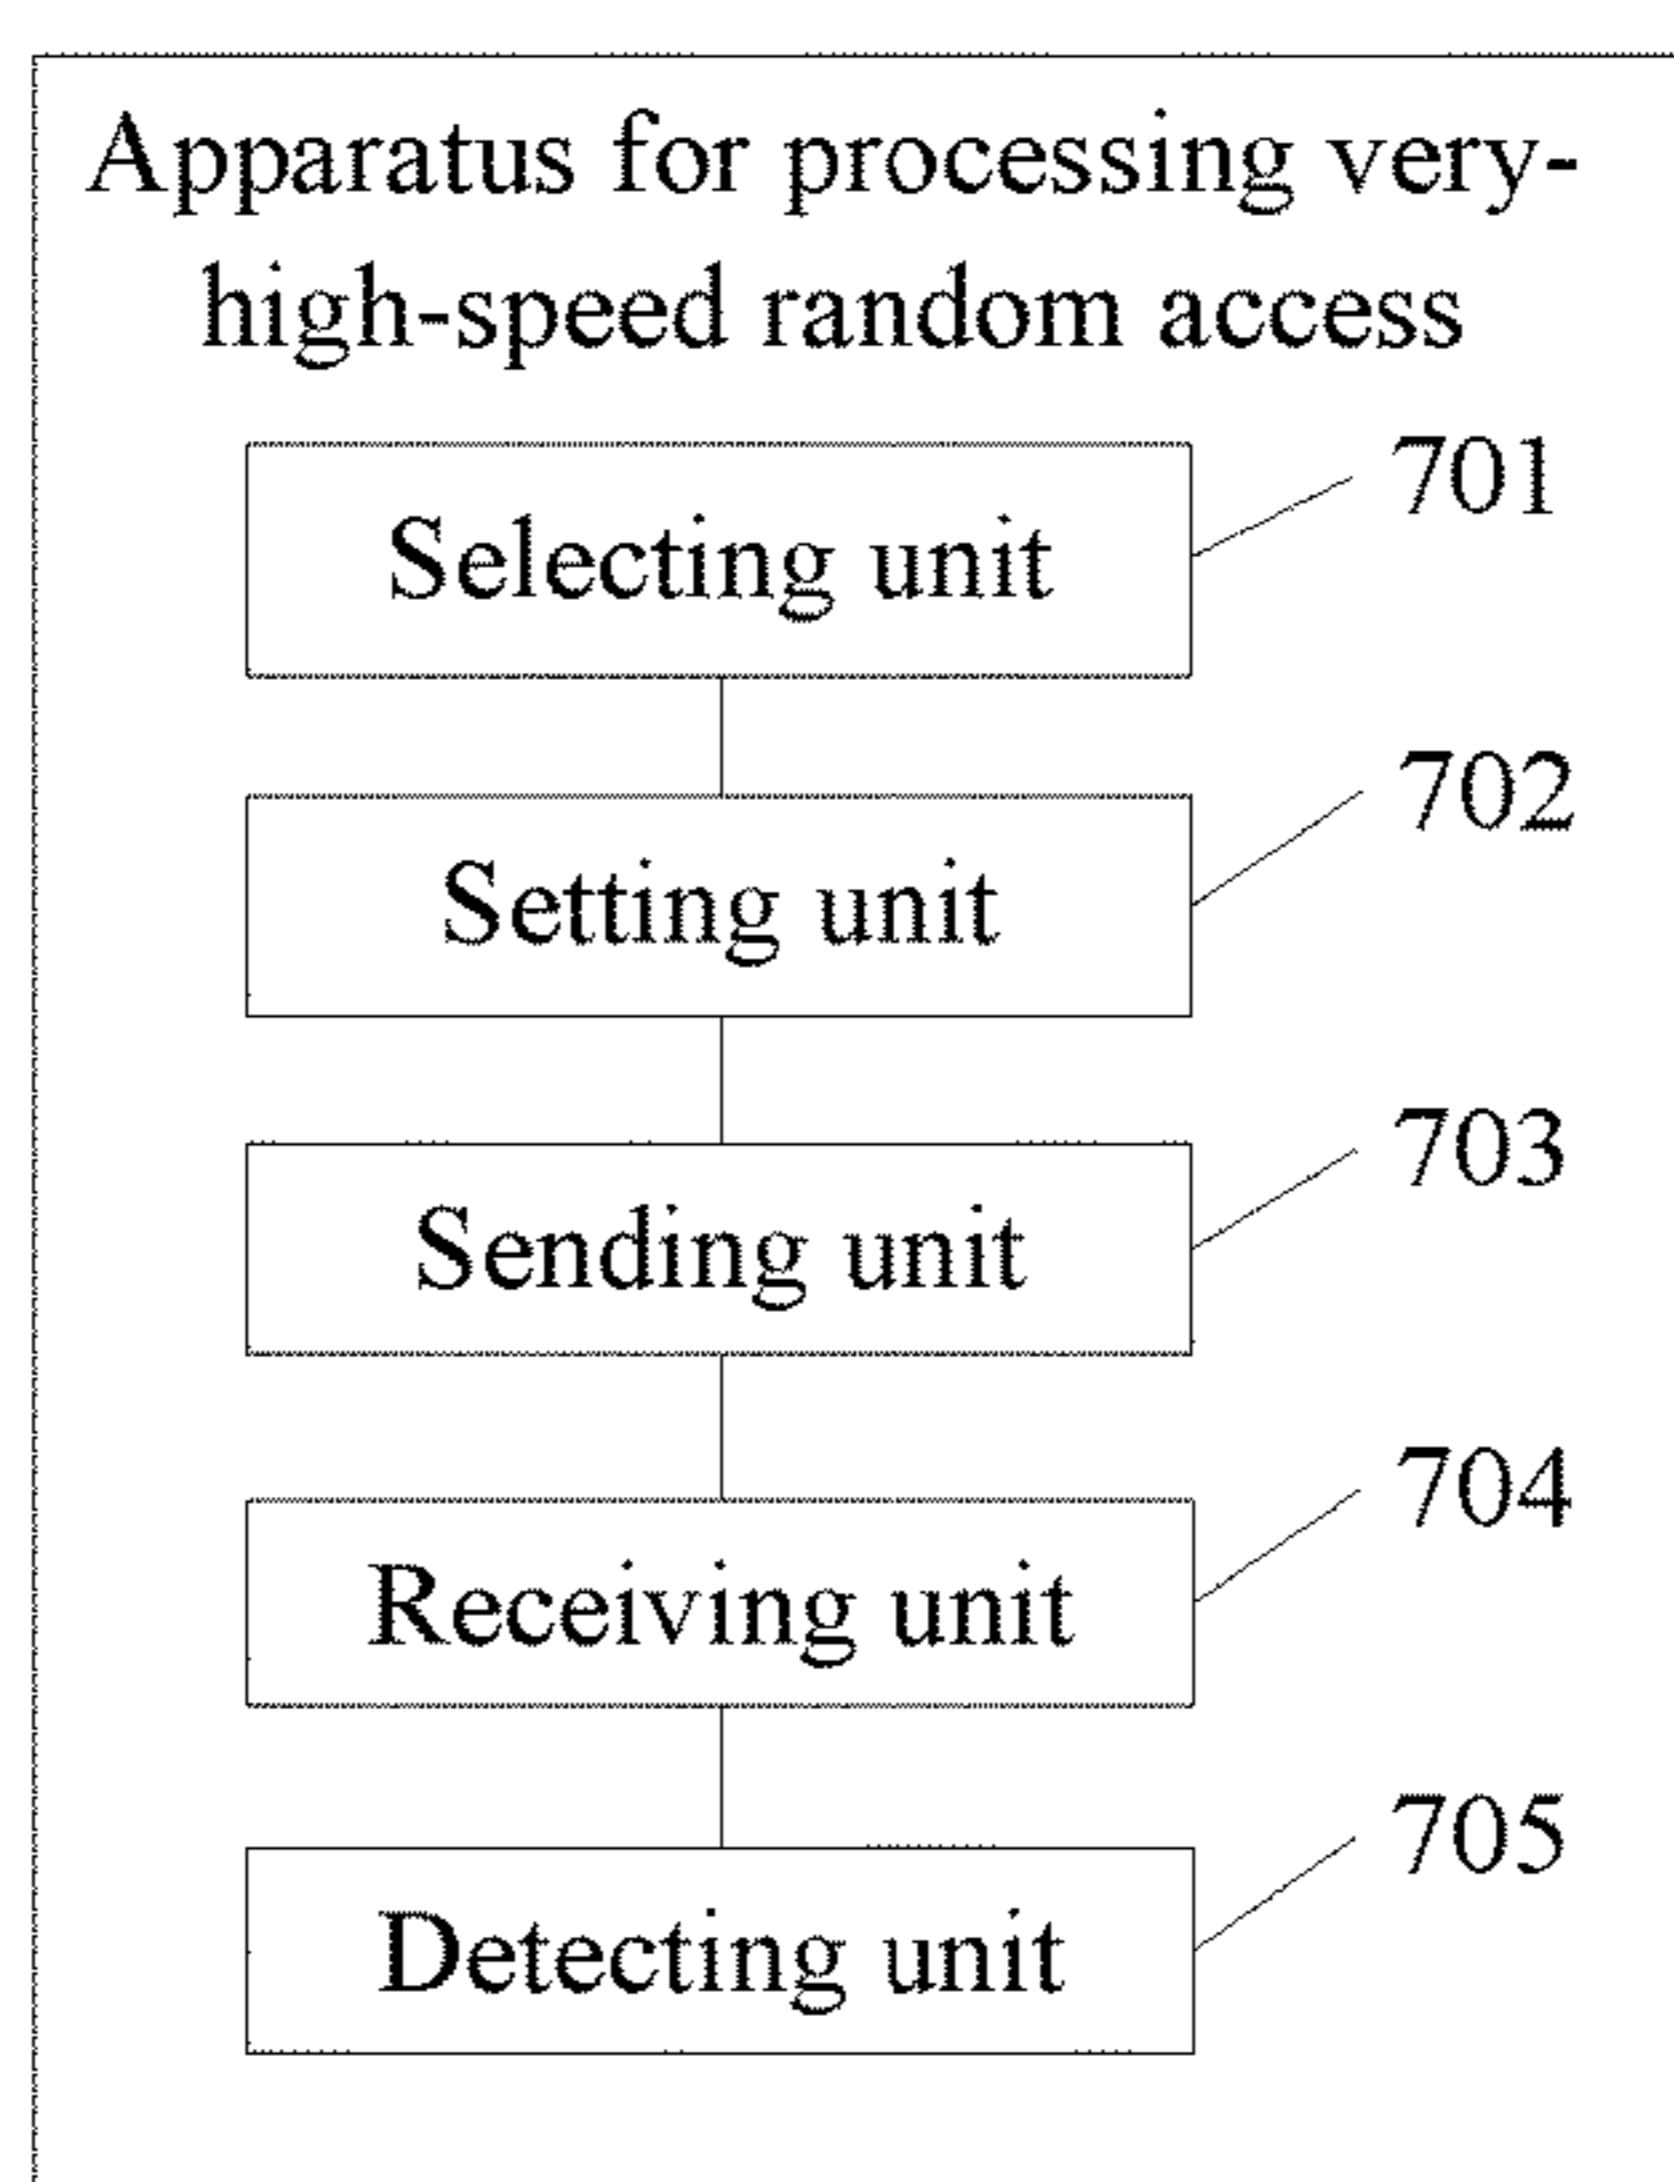 Apparatus for processing very-
high-speed random access
701
Selecting unit
702
Setting unit
703
Sending unit
704
Receiving unit
705
Detecting unit